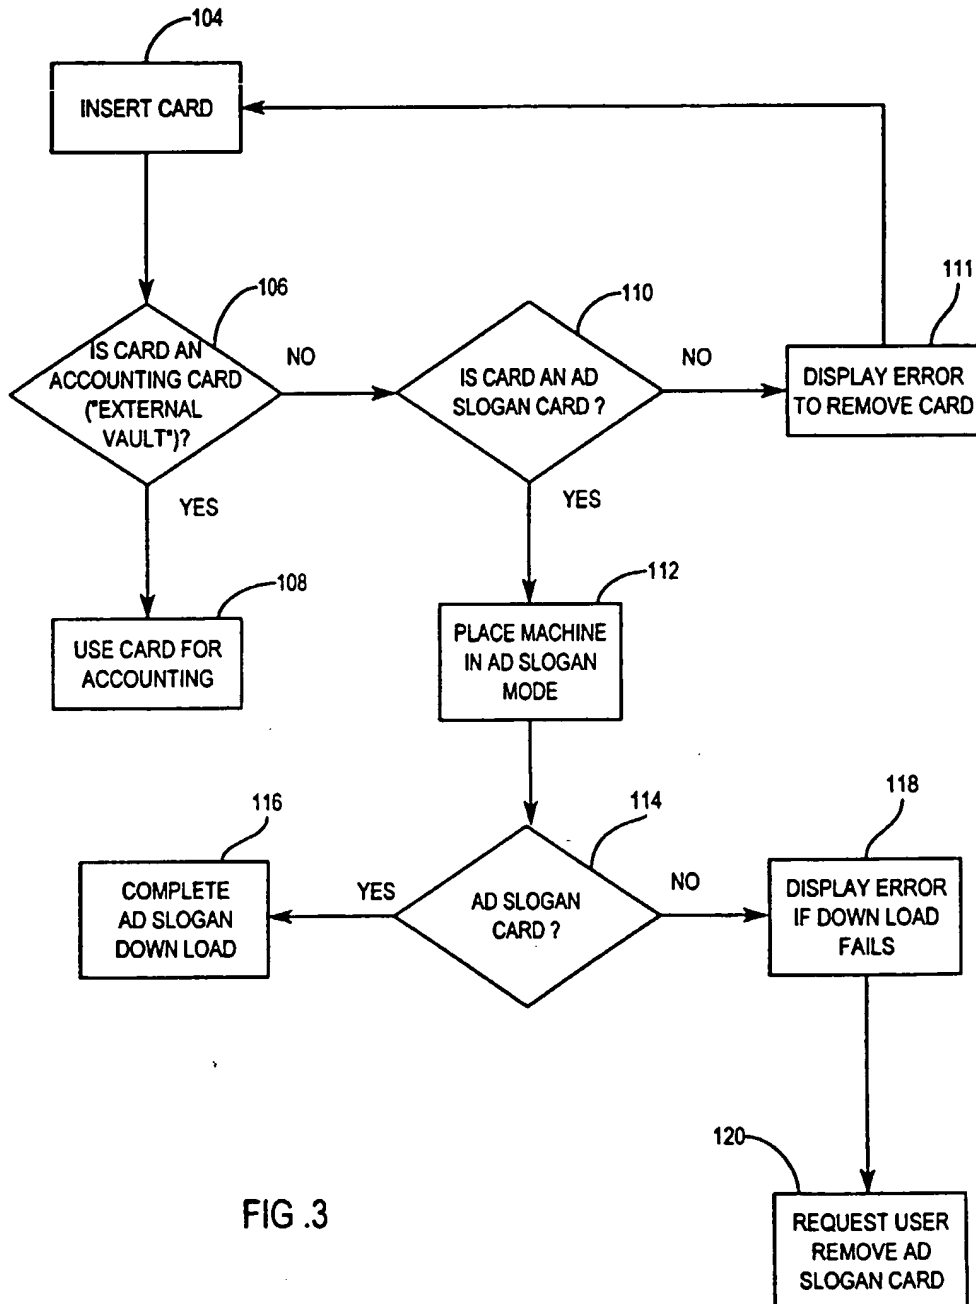 104
INSERT CARD
106
IS CARD AN
ACCOUNTING CARD
("EXTERNAL
VAULT")?
NO
110
IS CARD AN AD
SLOGAN CARD ?
NO
111
DISPLAY ERROR
TO REMOVE CARD
YES
YES
108
USE CARD FOR
ACCOUNTING
112
PLACE MACHINE
IN AD SLOGAN
MODE
116
COMPLETE
AD SLOGAN
DOWN LOAD
YES
114
AD SLOGAN
CARD ?
NO
118
DISPLAY ERROR
IF DOWN LOAD
FAILS
120
REQUEST USER
REMOVE AD
SLOGAN CARD
FIG .3